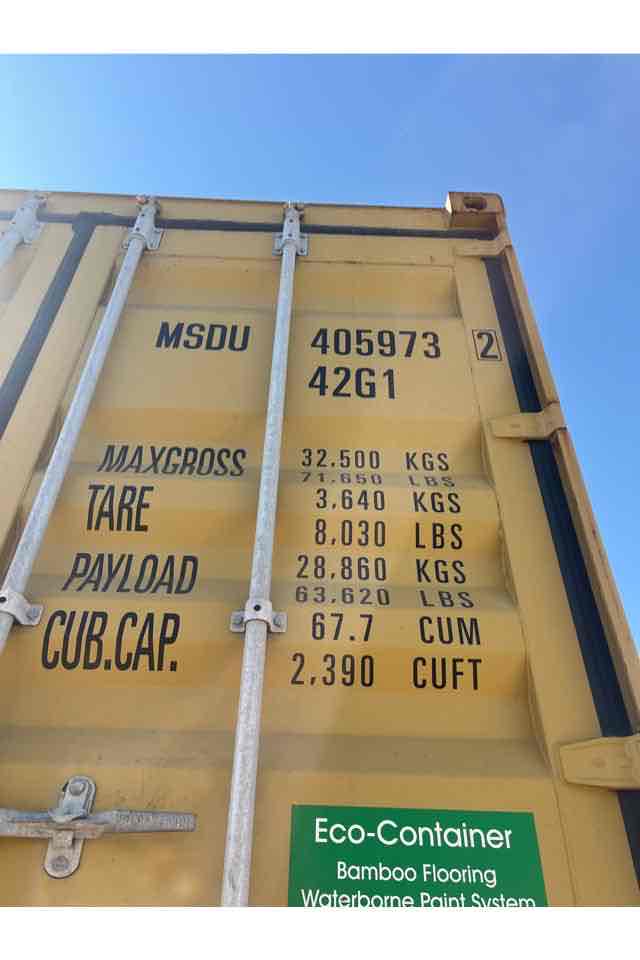 MSDU 405973 2
42G1
MAXGROSS 32.500 KGS
71.650 LBS
TARE 3.640 KGS
8.030 LBS
PAYLOAD 28.860 KGS
63.620 LBS
CUB.CAP. 67.7 CUM
2.390 CUFT
Eco-Container
Bamboo Flooring
Waterborne Paint System